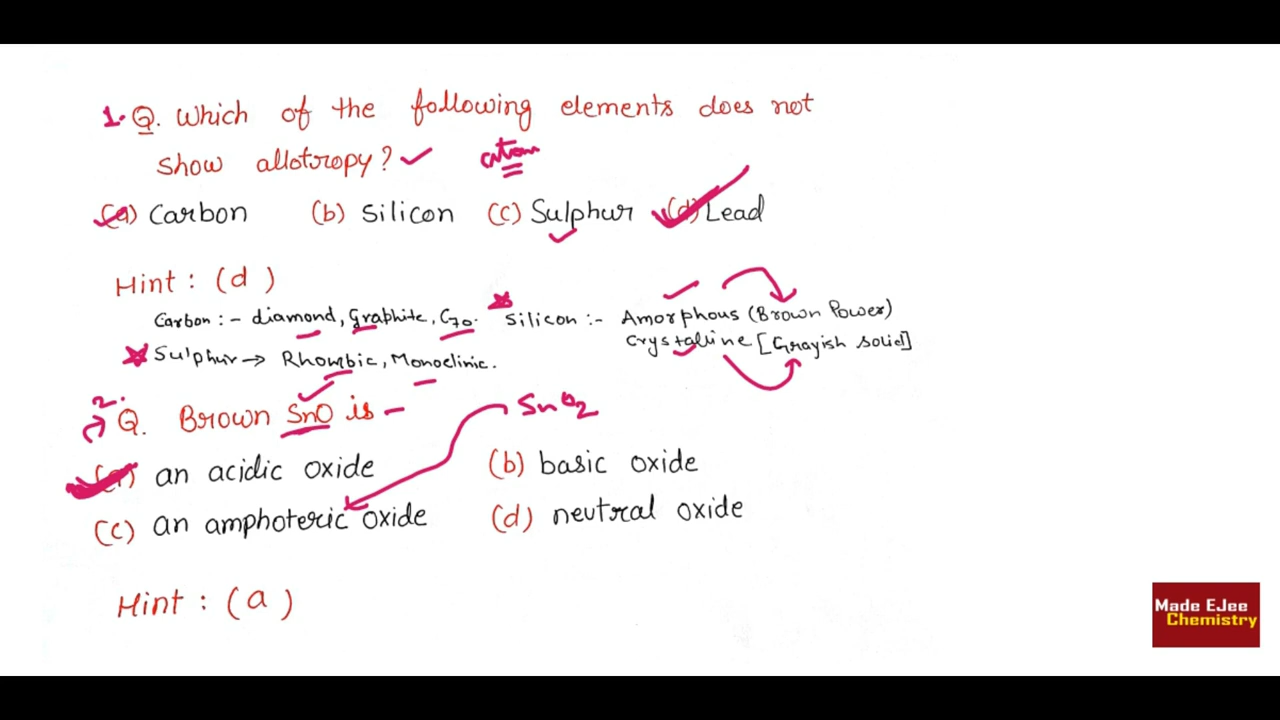 1. Q. Which of the following elements does not
show allotropy?
atom
(a) Carbon (b) Silicon (c) Sulphur (d) Lead
Hint : (d)
Carbon :- diamond, Graphite, C70. Silicon :- Amorphous (Brown Power)
Crystalline [Grayish solid]
Sulphur → Rhombic, Monoclinic.
2.
Q. Brown SnO is - SnO2
(a) an acidic oxide (b) basic oxide
(c) an amphoteric oxide (d) neutral oxide
Hint : (a)
Made EJee
Chemistry